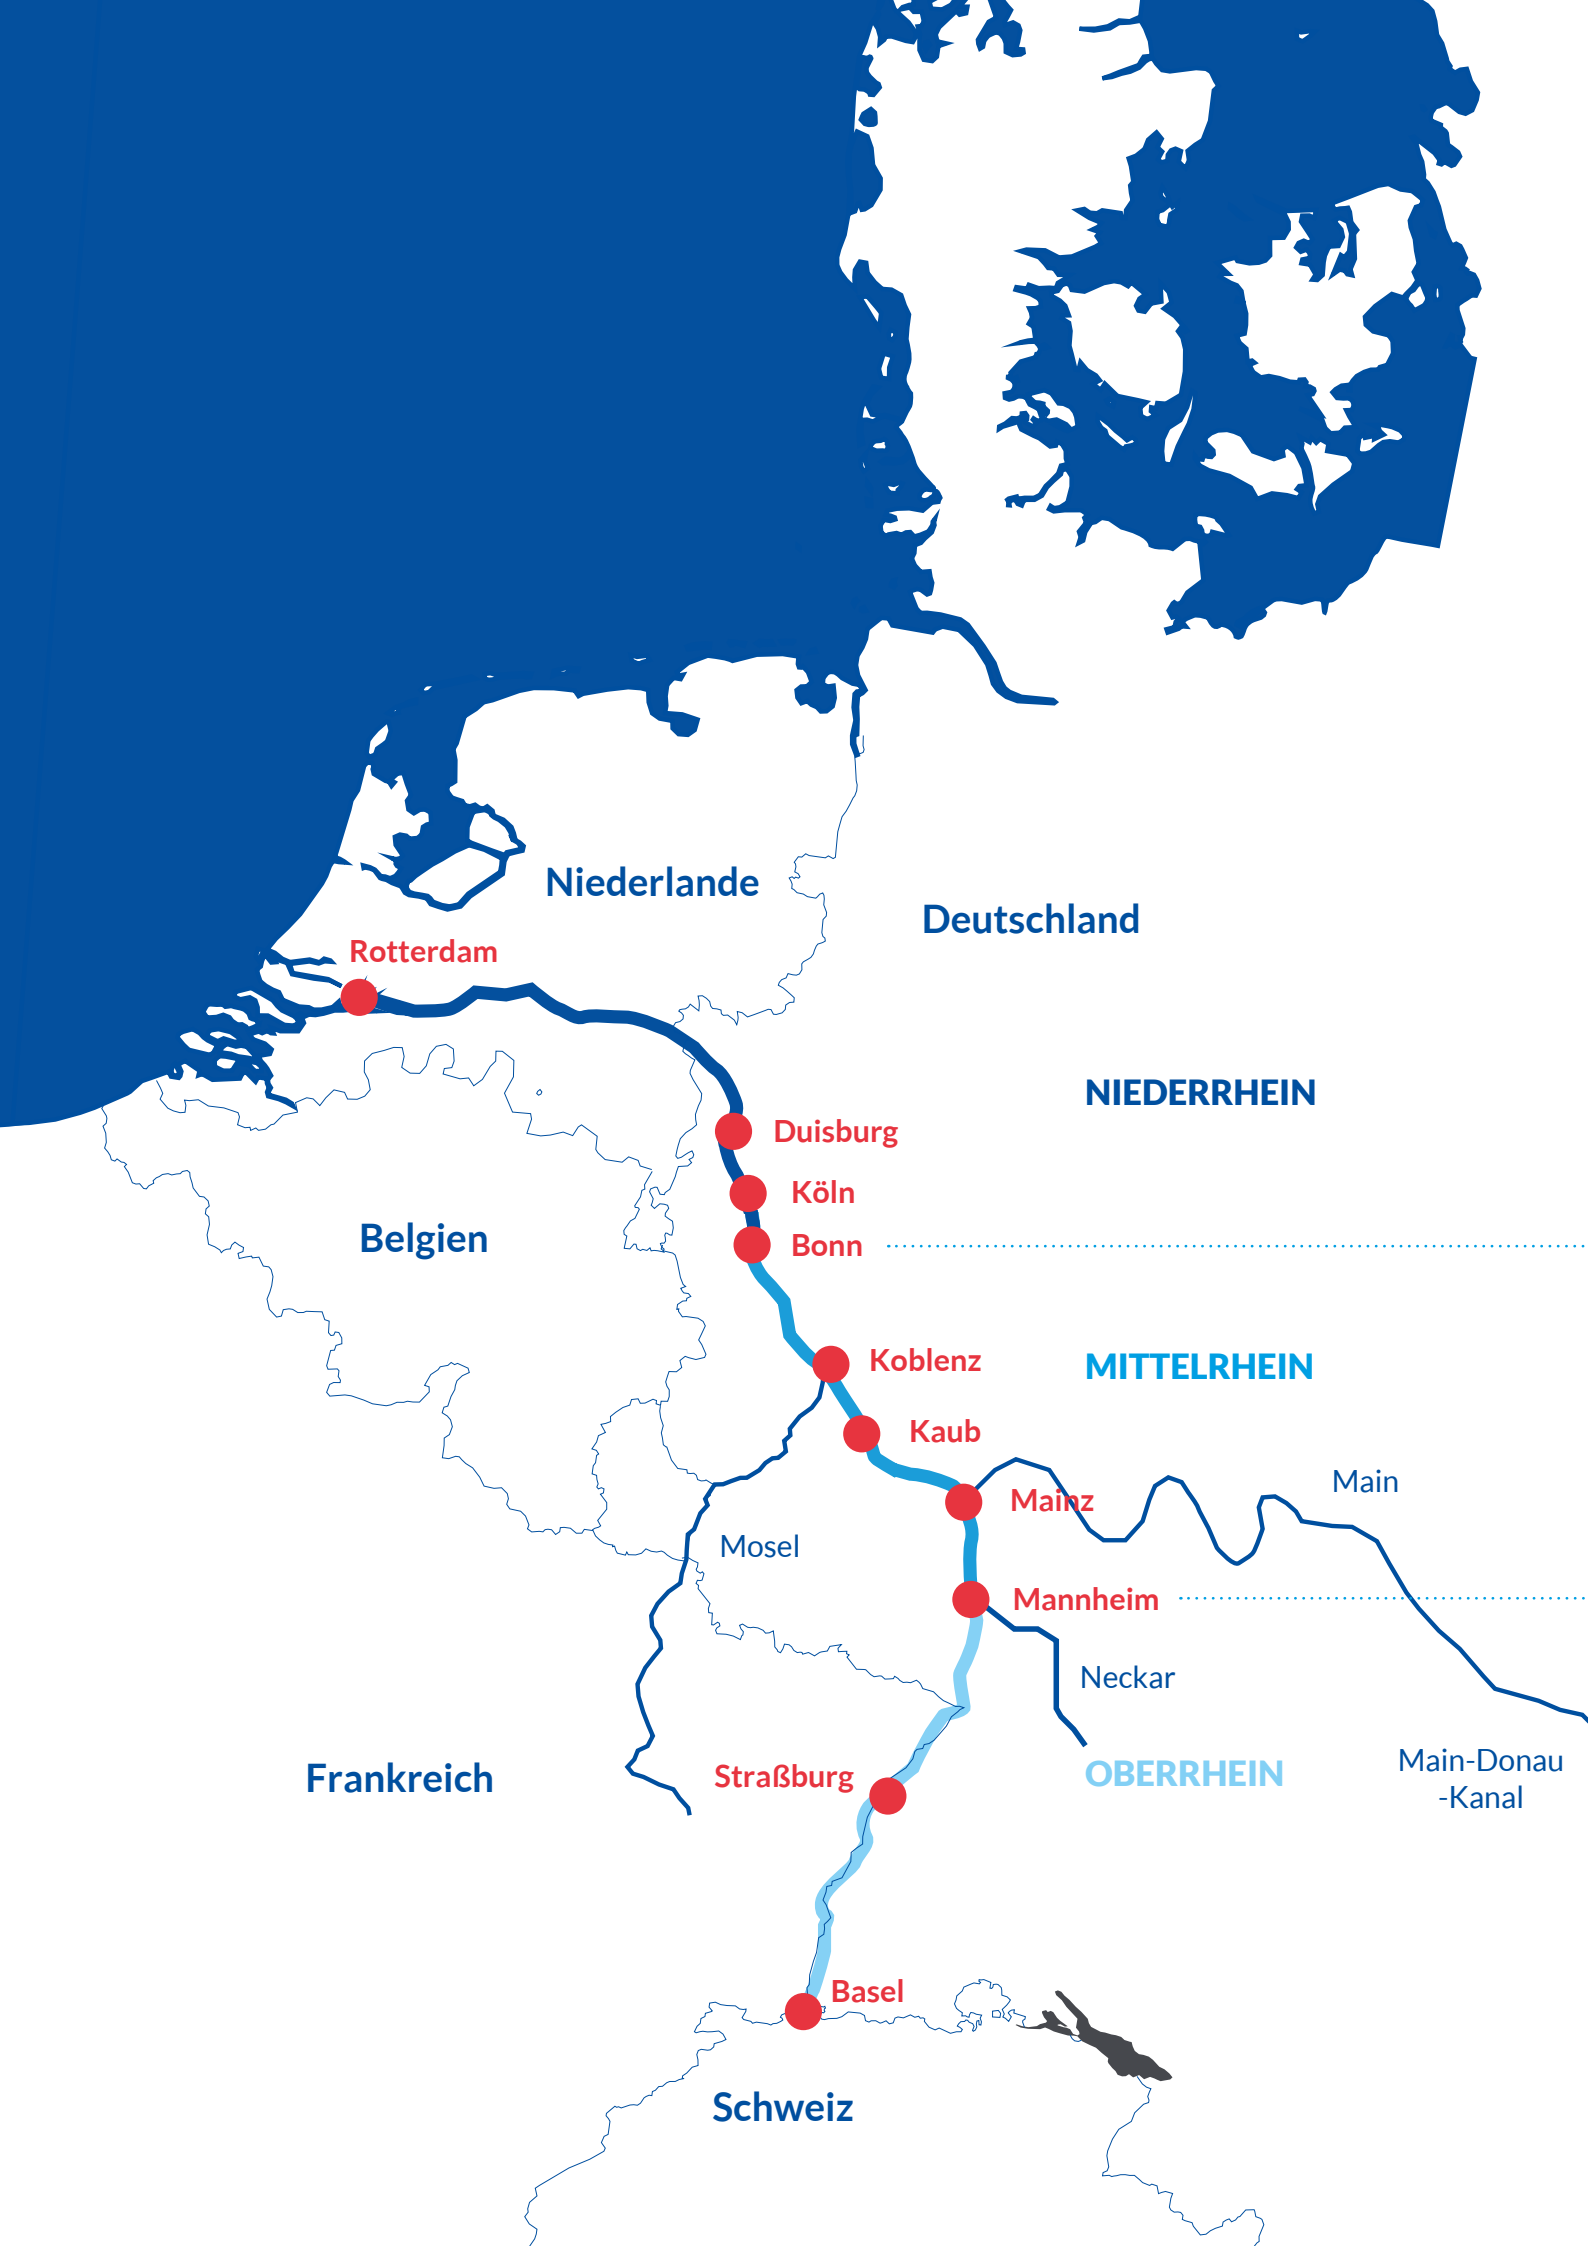 Niederlande
Deutschland
Rotterdam
NIEDERRHEIN
Duisburg
Köln
Belgien
Bonn
Koblenz
MITTELRHEIN
Kaub
Main
Mainz
Mosel
Mannheim
Neckar
Main-Donau
-Kanal
OBERRHEIN
Straßburg
Frankreich
Basel
Schweiz